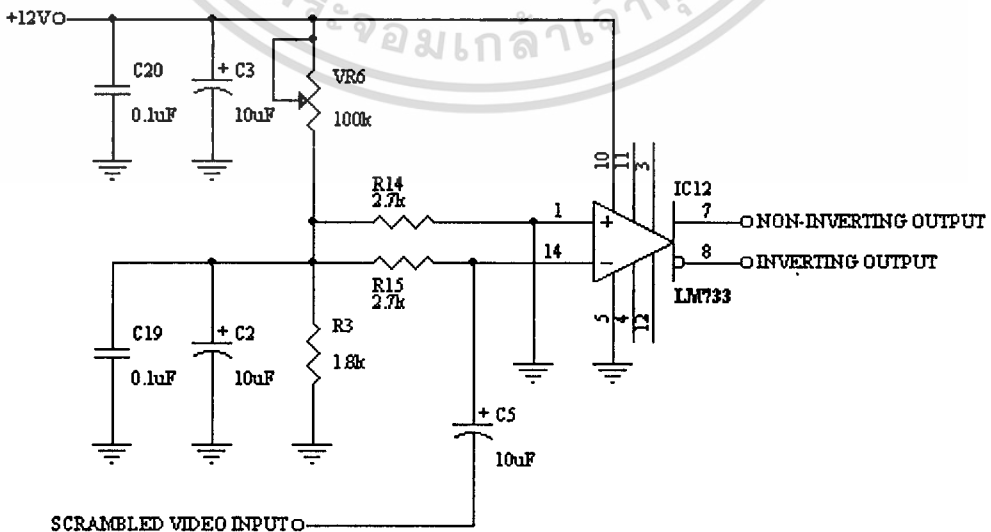 +12V
C20
0.1uF
+ C3
10uF
VR6
100k
R14
2.7k
R15
2.7k
1
14
+
−
10
11
3
5
4
12
IC12
7
8
LM733
NON-INVERTING OUTPUT
INVERTING OUTPUT
C19
0.1uF
+ C2
10uF
R3
1.8k
+ C5
10uF
SCRAMBLED VIDEO INPUT